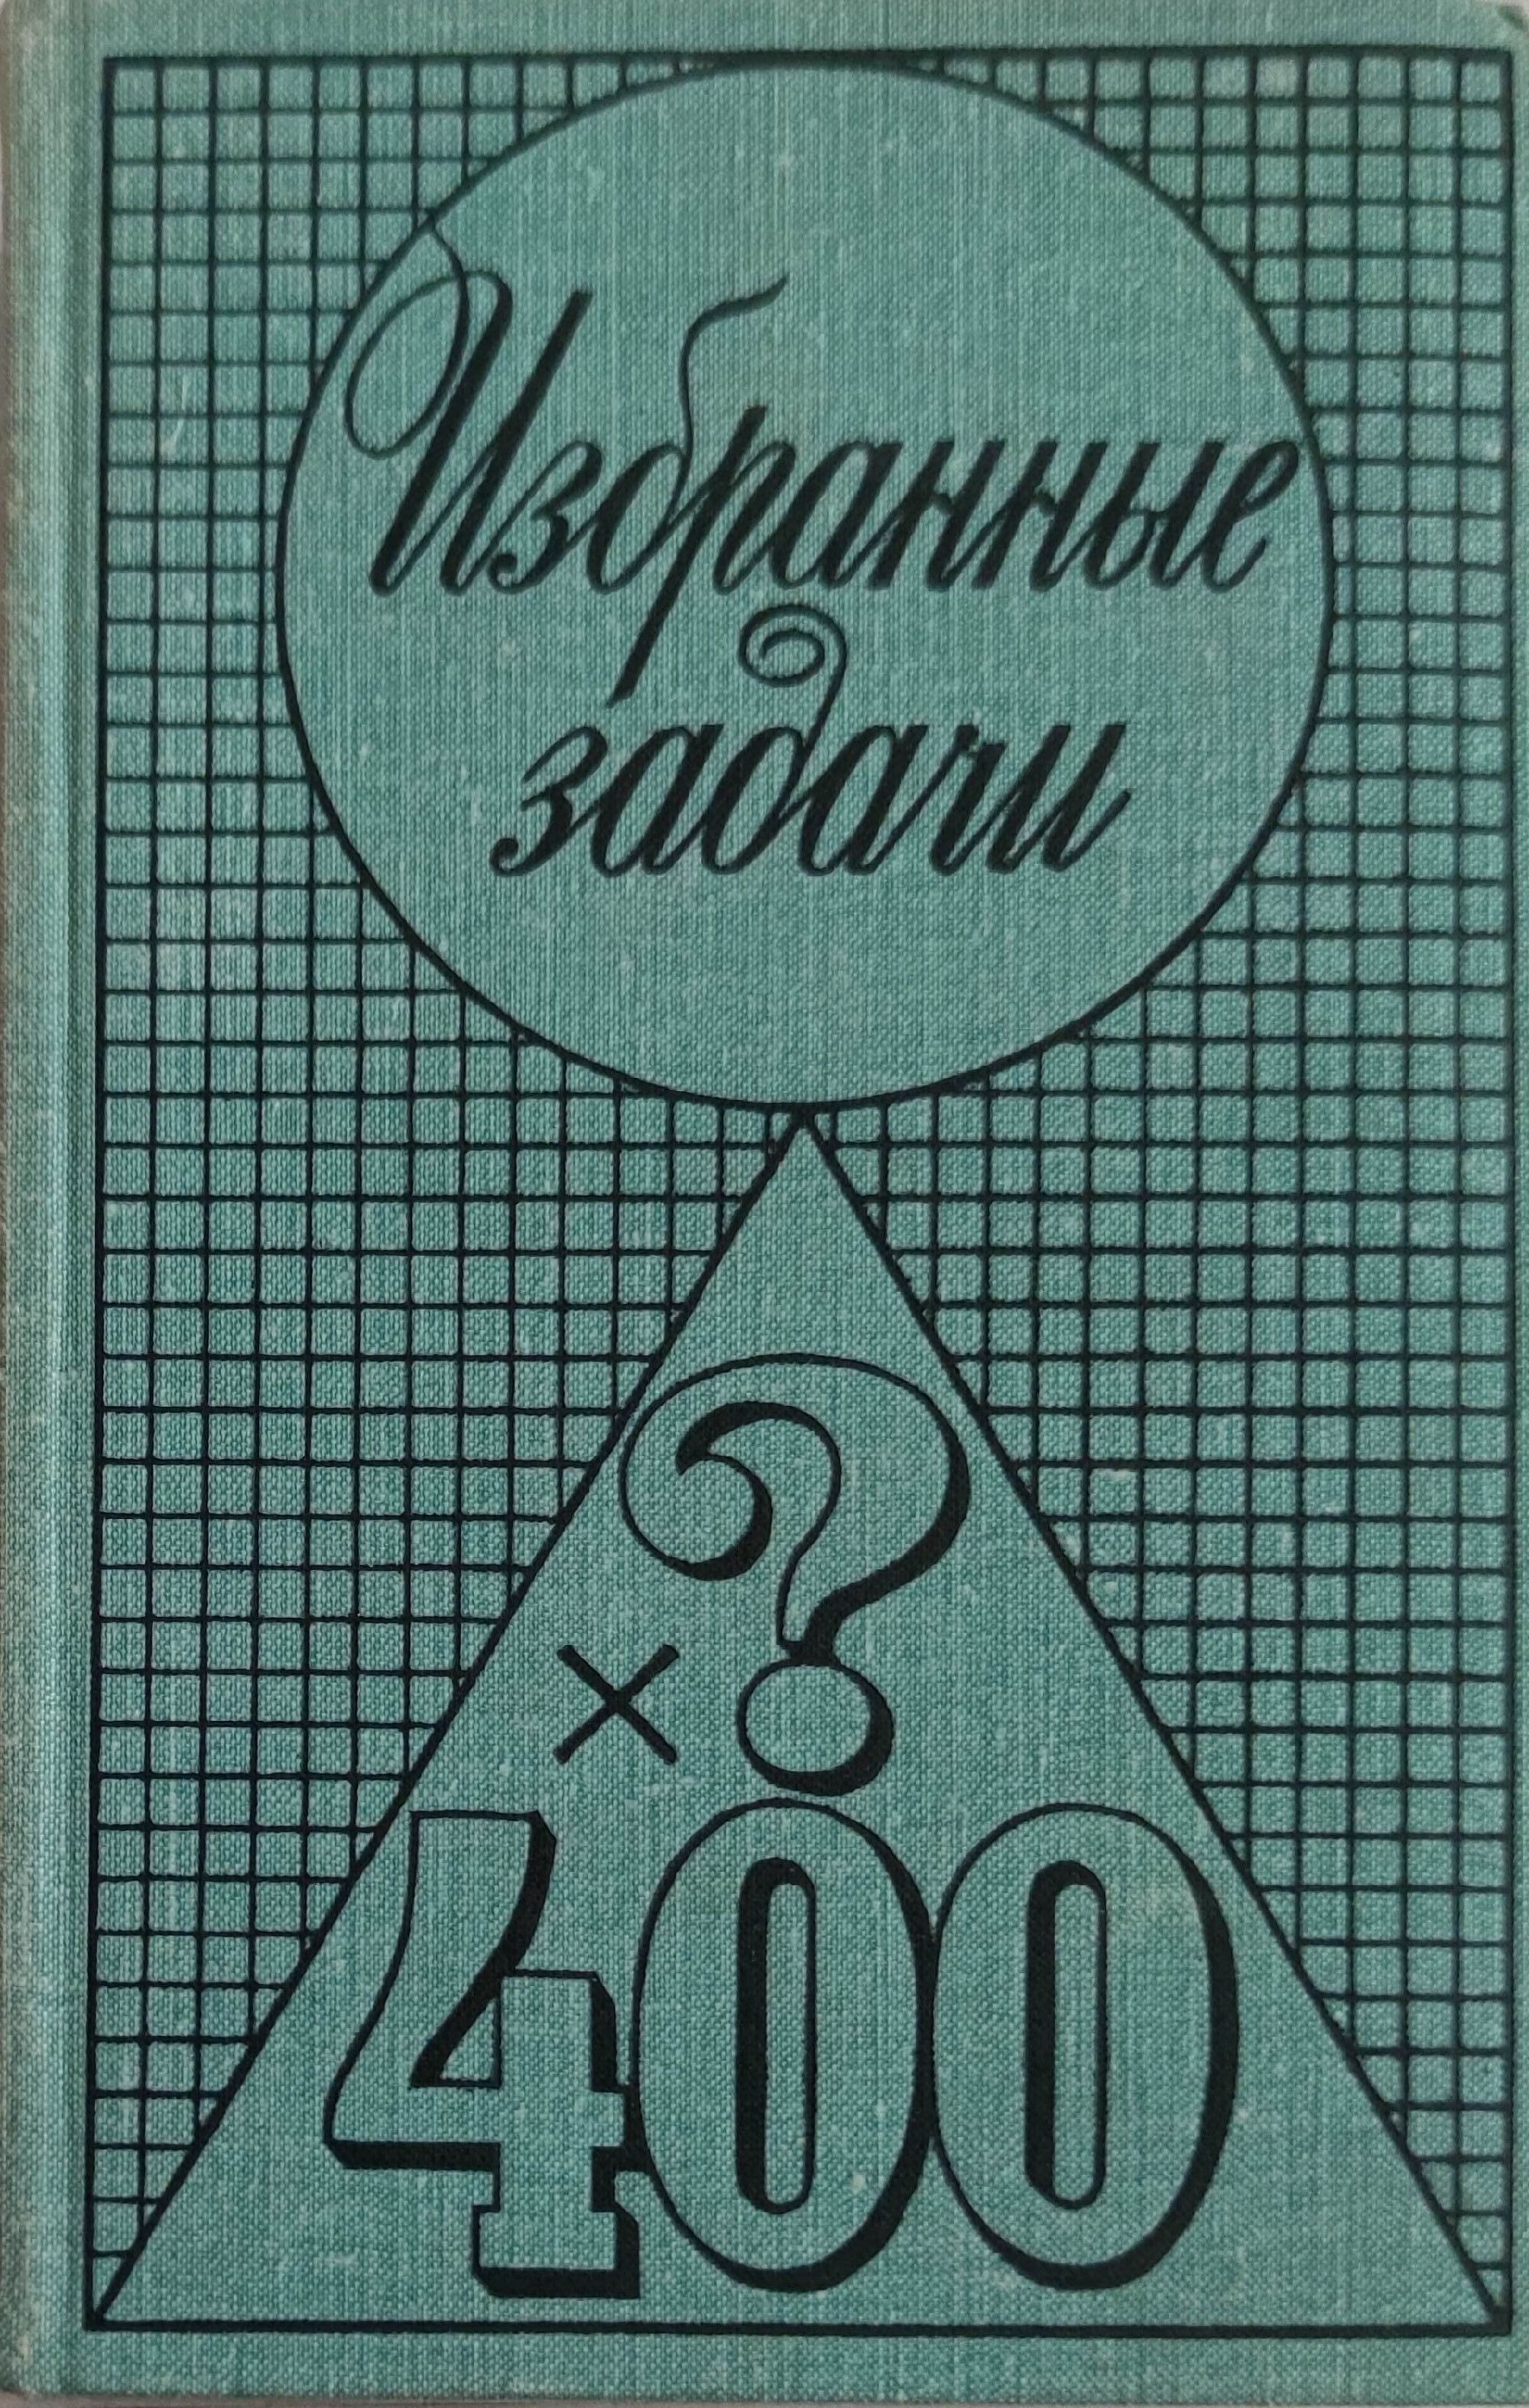 Избранные
задачи
?
×
400